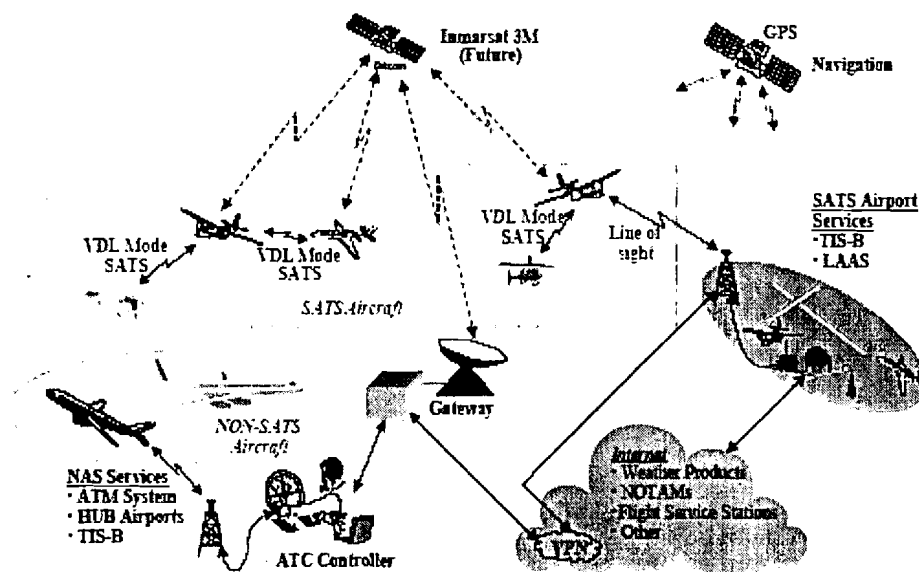 Inmarsat 3M
(Future)
GPS
Navigation
VDL Mode
SATS
VDL Mode
SATS
VDL Mode
SATS
Line of
sight
SATS Airport
Services
· TIS-B
· LAAS
SATS Aircraft
NON-SATS
Aircraft
Gateway
NAS Services
· ATM System
· HUB Airports
· TIS-B
ATC Controller
Internet
· Weather Products
· NOTAMs
· Flight Service Stations
· Other
VPN